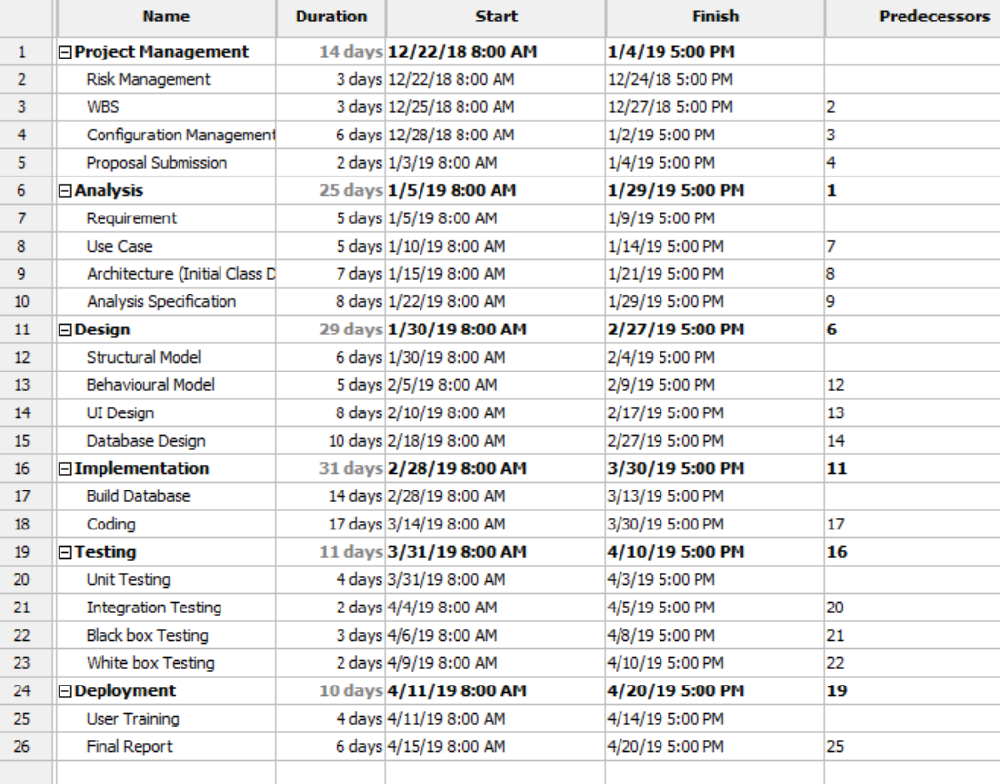 Name Duration Start Finish Predecessors
1 Project Management 14 days 12/22/18 8:00 AM 1/4/19 5:00 PM
2 Risk Management 3 days 12/22/18 8:00 AM 12/24/18 5:00 PM
3 WBS 3 days 12/25/18 8:00 AM 12/27/18 5:00 PM 2
4 Configuration Management 6 days 12/28/18 8:00 AM 1/2/19 5:00 PM 3
5 Proposal Submission 2 days 1/3/19 8:00 AM 1/4/19 5:00 PM 4
6 Analysis 25 days 1/5/19 8:00 AM 1/29/19 5:00 PM 1
7 Requirement 5 days 1/5/19 8:00 AM 1/9/19 5:00 PM
8 Use Case 5 days 1/10/19 8:00 AM 1/14/19 5:00 PM 7
9 Architecture (Initial Class D 7 days 1/15/19 8:00 AM 1/21/19 5:00 PM 8
10 Analysis Specification 8 days 1/22/19 8:00 AM 1/29/19 5:00 PM 9
11 Design 29 days 1/30/19 8:00 AM 2/27/19 5:00 PM 6
12 Structural Model 6 days 1/30/19 8:00 AM 2/4/19 5:00 PM
13 Behavioural Model 5 days 2/5/19 8:00 AM 2/9/19 5:00 PM 12
14 UI Design 8 days 2/10/19 8:00 AM 2/17/19 5:00 PM 13
15 Database Design 10 days 2/18/19 8:00 AM 2/27/19 5:00 PM 14
16 Implementation 31 days 2/28/19 8:00 AM 3/30/19 5:00 PM 11
17 Build Database 14 days 2/28/19 8:00 AM 3/13/19 5:00 PM
18 Coding 17 days 3/14/19 8:00 AM 3/30/19 5:00 PM 17
19 Testing 11 days 3/31/19 8:00 AM 4/10/19 5:00 PM 16
20 Unit Testing 4 days 3/31/19 8:00 AM 4/3/19 5:00 PM
21 Integration Testing 2 days 4/4/19 8:00 AM 4/5/19 5:00 PM 20
22 Black box Testing 3 days 4/6/19 8:00 AM 4/8/19 5:00 PM 21
23 White box Testing 2 days 4/9/19 8:00 AM 4/10/19 5:00 PM 22
24 Deployment 10 days 4/11/19 8:00 AM 4/20/19 5:00 PM 19
25 User Training 4 days 4/11/19 8:00 AM 4/14/19 5:00 PM
26 Final Report 6 days 4/15/19 8:00 AM 4/20/19 5:00 PM 25